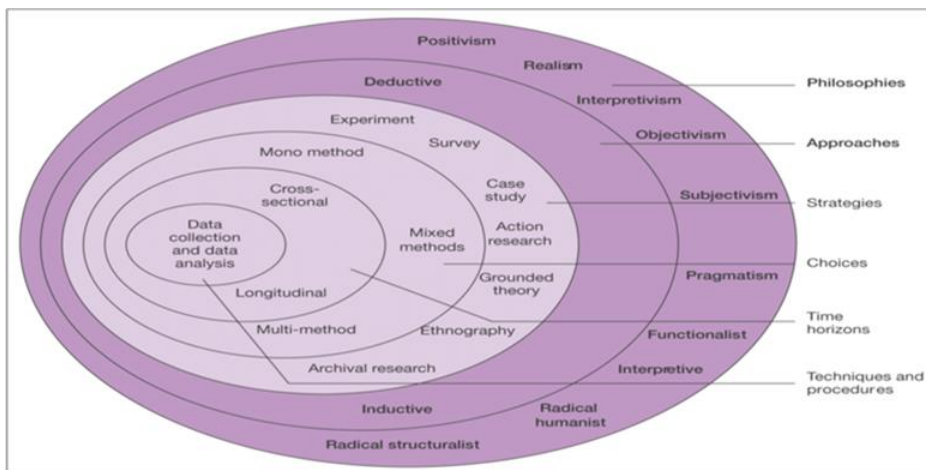 Positivism
Realism
Philosophies
Deductive
Interpretivism
Experiment
Objectivism
Approaches
Survey
Mono method
Case
study
Cross-
sectional
Subjectivism
Strategies
Data
collection
and data
analysis
Mixed
methods
Action
research
Choices
Grounded
theory
Pragmatism
Longitudinal
Time
horizons
Multi-method
Ethnography
Functionalist
Archival research
Interpretive
Techniques and
procedures
Inductive
Radical
humanist
Radical structuralist